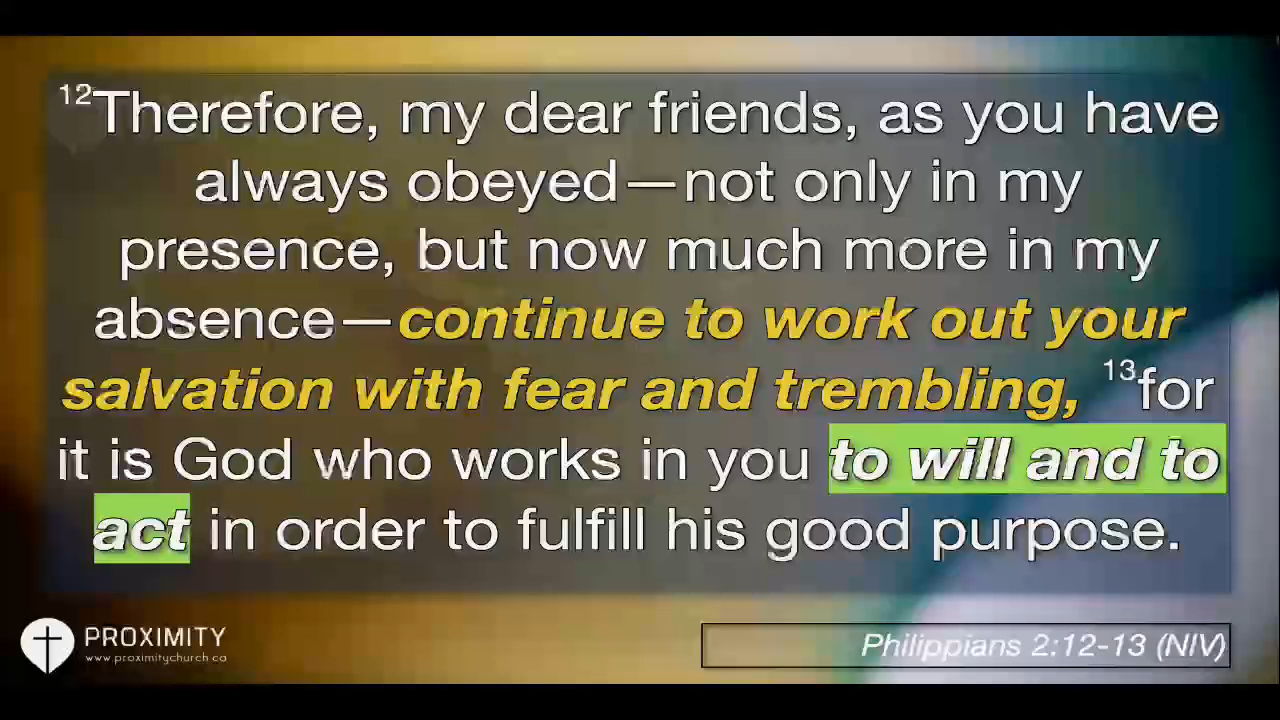 12Therefore, my dear friends, as you have
always obeyed—not only in my
presence, but now much more in my
absence—continue to work out your
salvation with fear and trembling, 13for
it is God who works in you to will and to
act in order to fulfill his good purpose.
PROXIMITY
www.proximitychurch.ca
Philippians 2:12-13 (NIV)